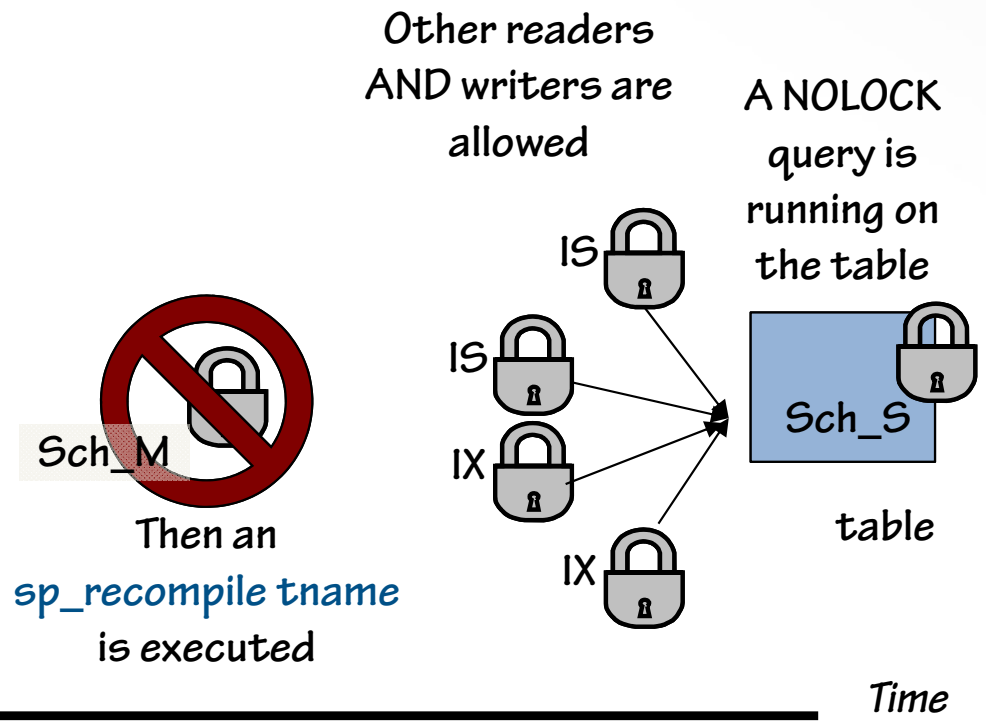 Other readers
AND writers are
allowed
A NOLOCK
query is
running on
the table
IS
IS
IX
IX
Sch_S
table
Sch_M
Then an
sp_recompile tname
is executed
Time